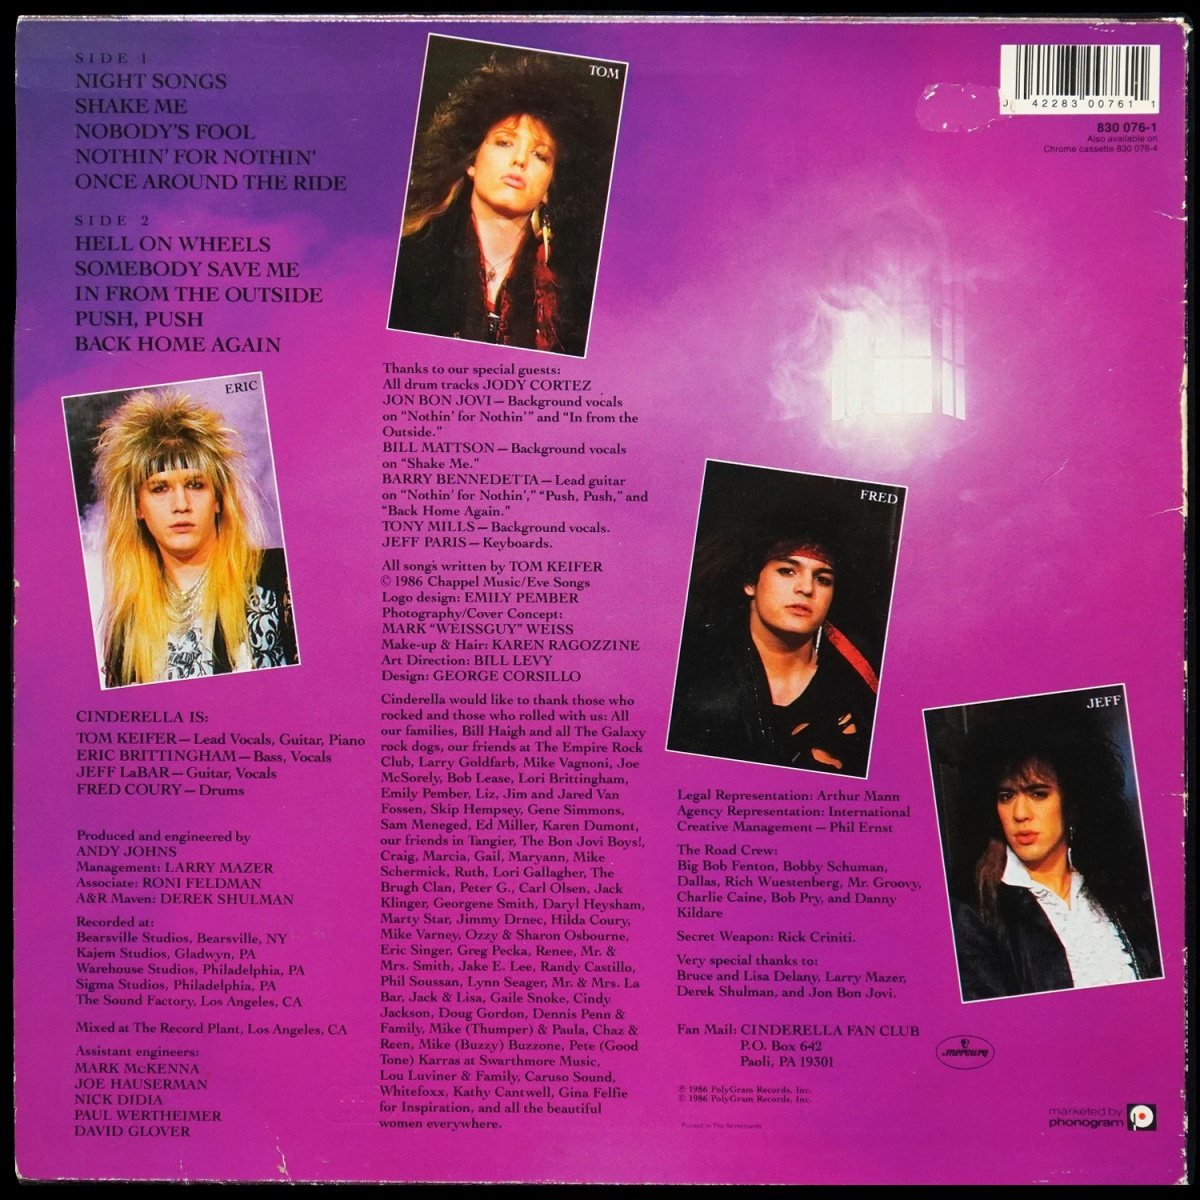 SIDE 1
NIGHT SONGS
SHAKE ME
NOBODY'S FOOL
NOTHIN' FOR NOTHIN'
ONCE AROUND THE RIDE
SIDE 2
HELL ON WHEELS
SOMEBODY SAVE ME
IN FROM THE OUTSIDE
PUSH, PUSH
BACK HOME AGAIN
ERIC
CINDERELLA IS:
TOM KEIFER — Lead Vocals, Guitar, Piano
ERIC BRITTINGHAM — Bass, Vocals
JEFF LaBAR — Guitar, Vocals
FRED COURY — Drums
Produced and engineered by
ANDY JOHNS
Management: LARRY MAZER
Associate: RONI FELDMAN
A&R Maven: DEREK SHULMAN
Recorded at:
Bearsville Studios, Bearsville, NY
Kajem Studios, Gladwyn, PA
Warehouse Studios, Philadelphia, PA
Sigma Studios, Philadelphia, PA
The Sound Factory, Los Angeles, CA
Mixed at The Record Plant, Los Angeles, CA
Assistant engineers:
MARK McKENNA
JOE HAUSERMAN
NICK DIDIA
PAUL WERTHEIMER
DAVID GLOVER
TOM
Thanks to our special guests:
All drum tracks JODY CORTEZ
JON BON JOVI — Background vocals
on "Nothin' for Nothin'" and "In from the
Outside."
BILL MATTSON — Background vocals
on "Shake Me."
BARRY BENNEDETTA — Lead guitar
on "Nothin' for Nothin'," "Push, Push," and
"Back Home Again."
TONY MILLS — Background vocals.
JEFF PARIS — Keyboards.
All songs written by TOM KEIFER
© 1986 Chappel Music/Eve Songs
Logo design: EMILY PEMBER
Photography/Cover Concept:
MARK "WEISSGUY" WEISS
Make-up & Hair: KAREN RAGOZZINE
Art Direction: BILL LEVY
Design: GEORGE CORSILLO
Cinderella would like to thank those who
rocked and those who rolled with us: All
our families, Bill Haigh and all The Galaxy
rock dogs, our friends at The Empire Rock
Club, Larry Goldfarb, Mike Vagnoni, Joe
McSorely, Bob Lease, Lori Brittingham,
Emily Pember, Liz, Jim and Jared Van
Fossen, Skip Hempsey, Gene Simmons,
Sam Meneged, Ed Miller, Karen Dumont,
our friends in Tangier, The Bon Jovi Boys!,
Craig, Marcia, Gail, Maryann, Mike
Schermick, Ruth, Lori Gallagher, The
Brugh Clan, Peter G., Carl Olsen, Jack
Klinger, Georgene Smith, Daryl Heysham,
Marty Star, Jimmy Drnec, Hilda Coury,
Mike Varney, Ozzy & Sharon Osbourne,
Eric Singer, Greg Pecka, Renee, Mr. &
Mrs. Smith, Jake E. Lee, Randy Castillo,
Phil Soussan, Lynn Seager, Mr. & Mrs. La
Bar, Jack & Lisa, Gaile Snoke, Cindy
Jackson, Doug Gordon, Dennis Penn &
Family, Mike (Thumper) & Paula, Chaz &
Reen, Mike (Buzzy) Buzzone, Pete (Good
Tone) Karras at Swarthmore Music,
Lou Luviner & Family, Caruso Sound,
Whitefoxx, Kathy Cantwell, Gina Felfie
for Inspiration, and all the beautiful
women everywhere.
0 42283 00761 1
830 076-1
Also available on
Chrome cassette 830 076-4
FRED
JEFF
Legal Representation: Arthur Mann
Agency Representation: International
Creative Management — Phil Ernst
The Road Crew:
Big Bob Fenton, Bobby Schuman,
Dallas, Rich Wuestenberg, Mr. Groovy,
Charlie Caine, Bob Pry, and Danny
Kildare
Secret Weapon: Rick Criniti.
Very special thanks to:
Bruce and Lisa Delany, Larry Mazer,
Derek Shulman, and Jon Bon Jovi.
Fan Mail: CINDERELLA FAN CLUB
P.O. Box 642
Paoli, PA 19301
℗ 1986 PolyGram Records, Inc.
© 1986 PolyGram Records, Inc.
Printed in The Netherlands
mercury
marketed by
phonogram